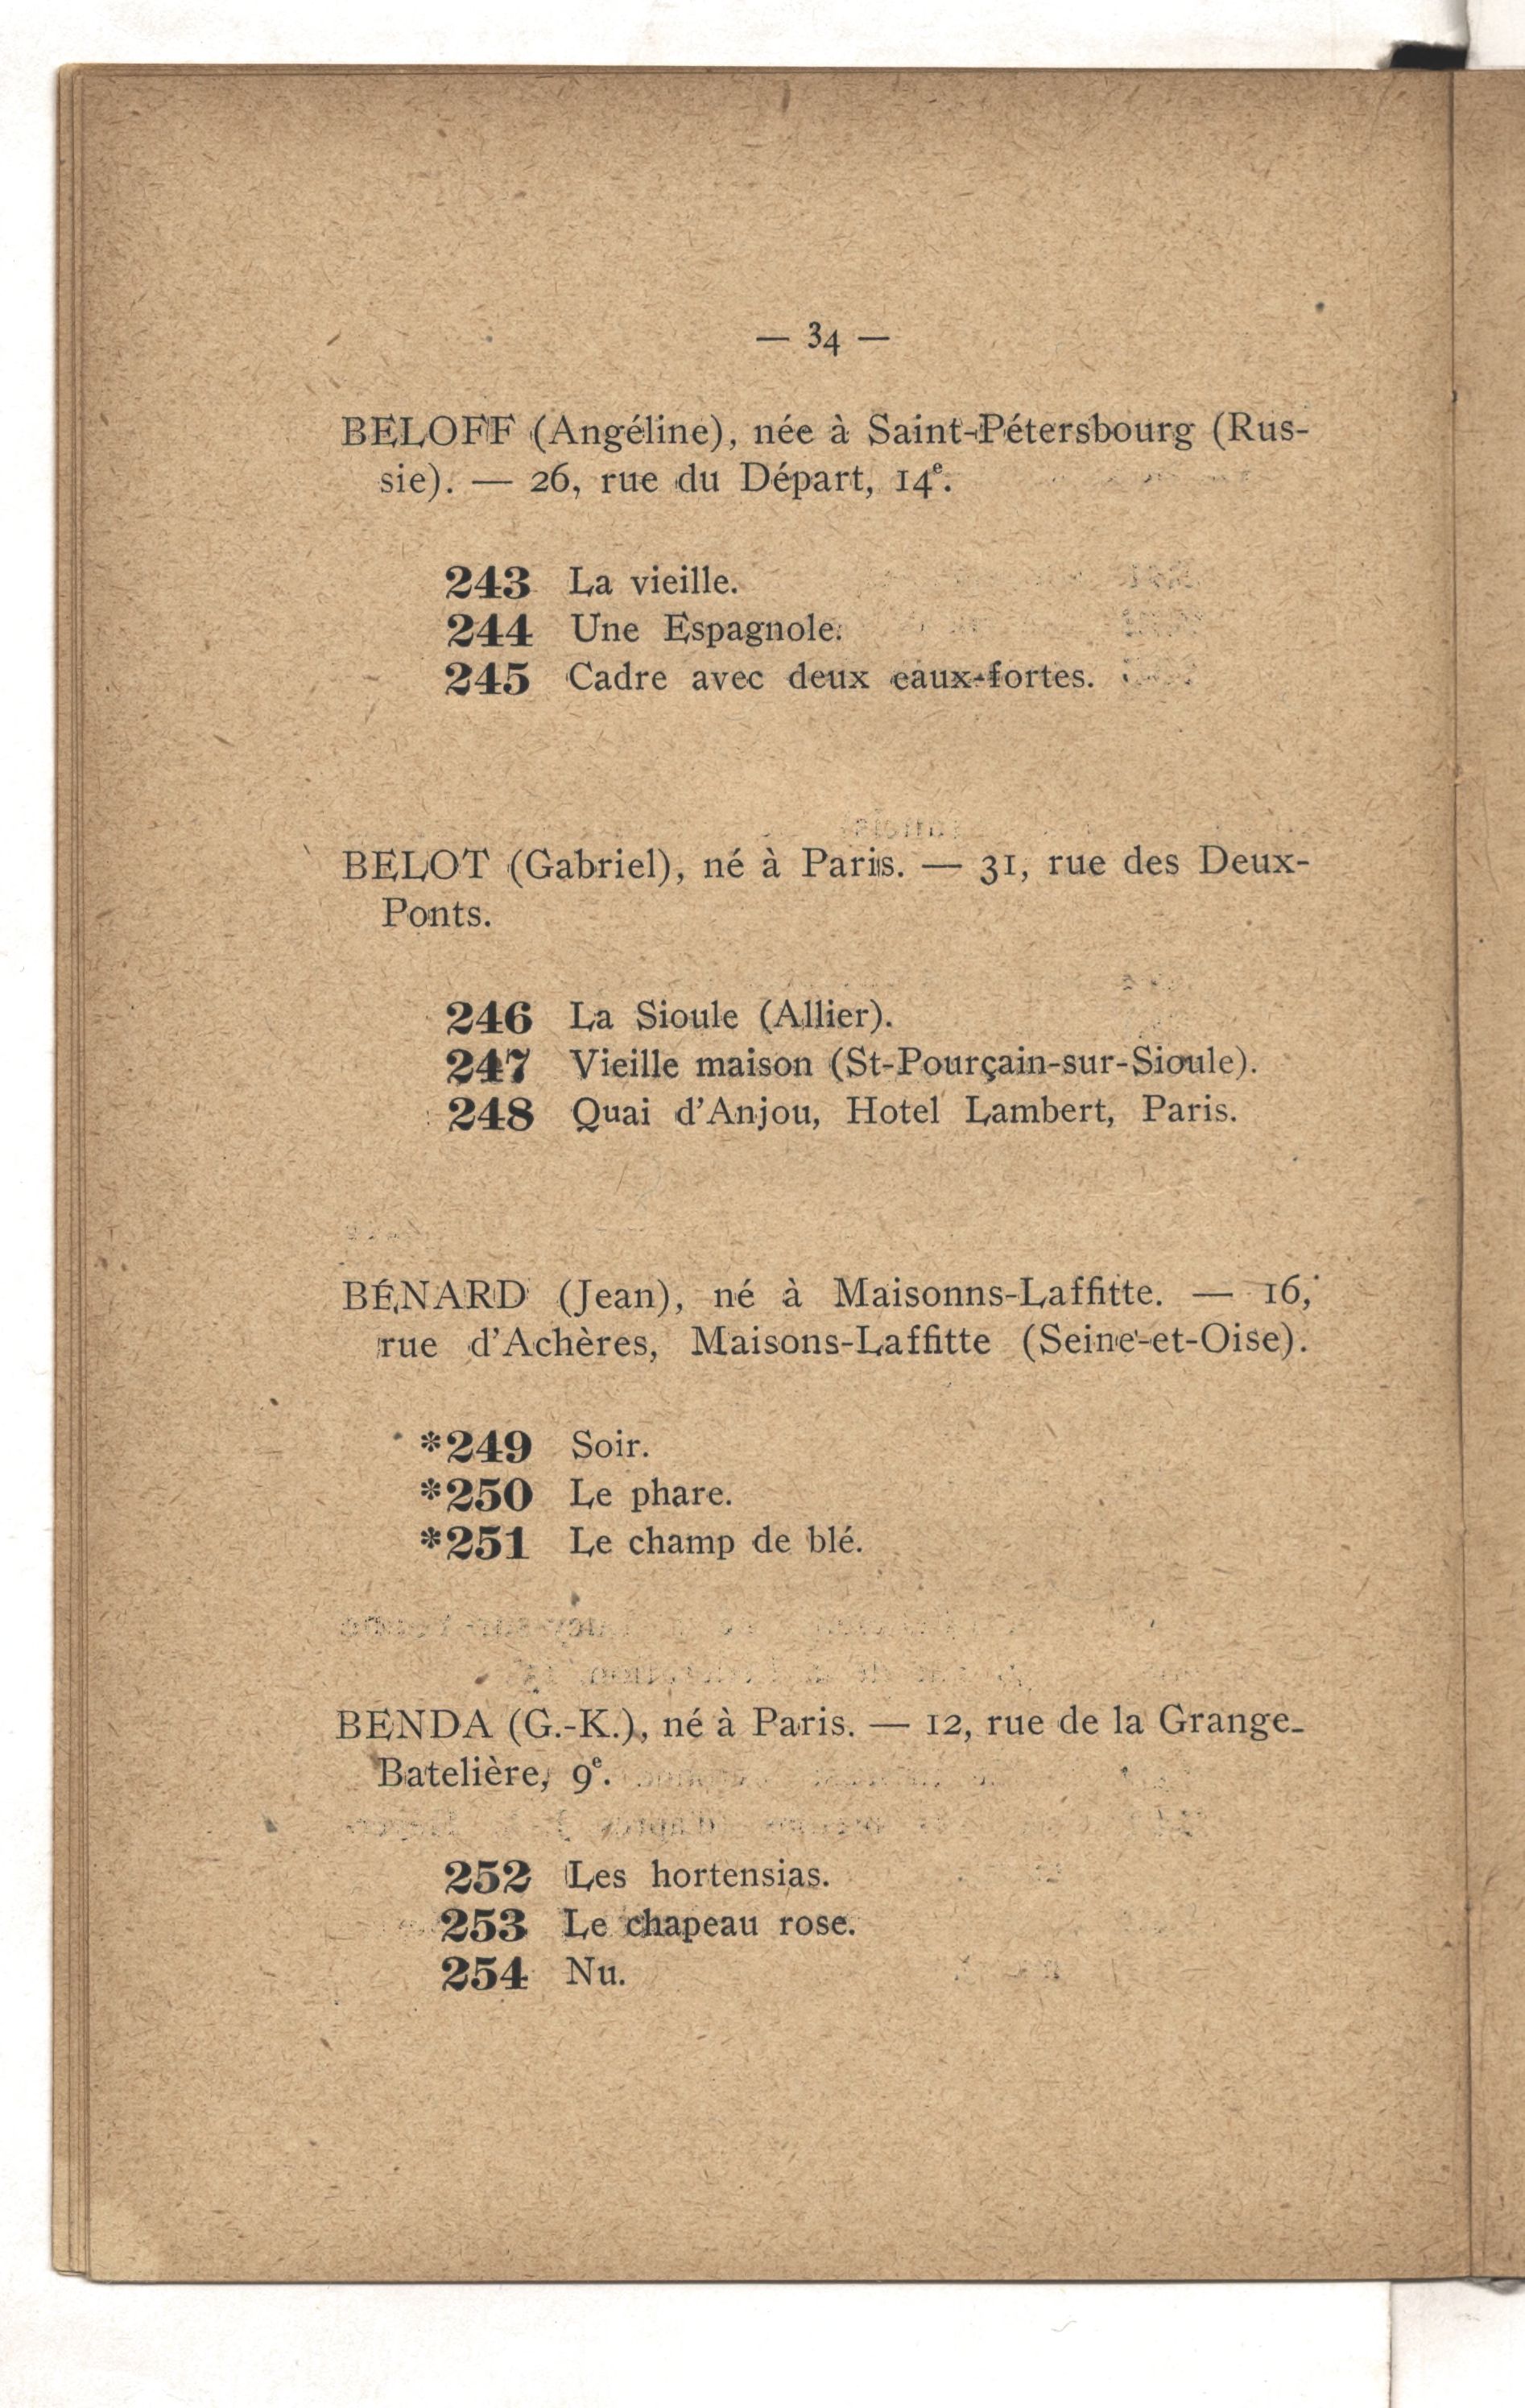 — 34 —
BELOFF (Angéline), née à Saint-Pétersbourg (Rus-
sie). — 26, rue du Départ, 14e.
243 La vieille.
244 Une Espagnole.
245 Cadre avec deux eaux-fortes.
BELOT (Gabriel), né à Paris. — 31, rue des Deux-
Ponts.
246 La Sioule (Allier).
247 Vieille maison (St-Pourçain-sur-Sioule).
248 Quai d'Anjou, Hotel Lambert, Paris.
BÉNARD (Jean), né à Maisonns-Laffitte. — 16,
rue d'Achères, Maisons-Laffitte (Seine-et-Oise).
*249 Soir.
*250 Le phare.
*251 Le champ de blé.
BENDA (G.-K.), né à Paris. — 12, rue de la Grange-
Batelière, 9e.
252 Les hortensias.
253 Le chapeau rose.
254 Nu.